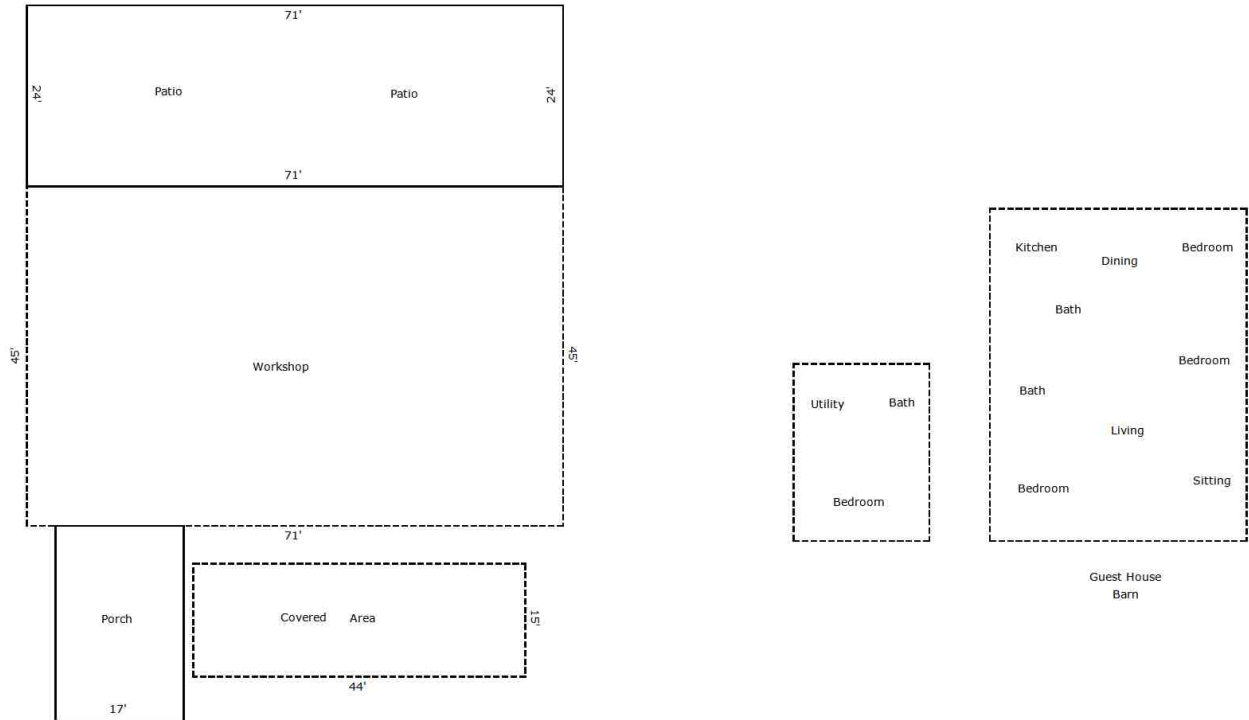 71'
24'
Patio
Patio
24'
71'
45'
Workshop
45'
71'
Porch
Covered Area
15'
44'
17'
Utility
Bath
Bedroom
Kitchen
Dining
Bedroom
Bath
Bedroom
Bath
Living
Bedroom
Sitting
Guest House
Barn